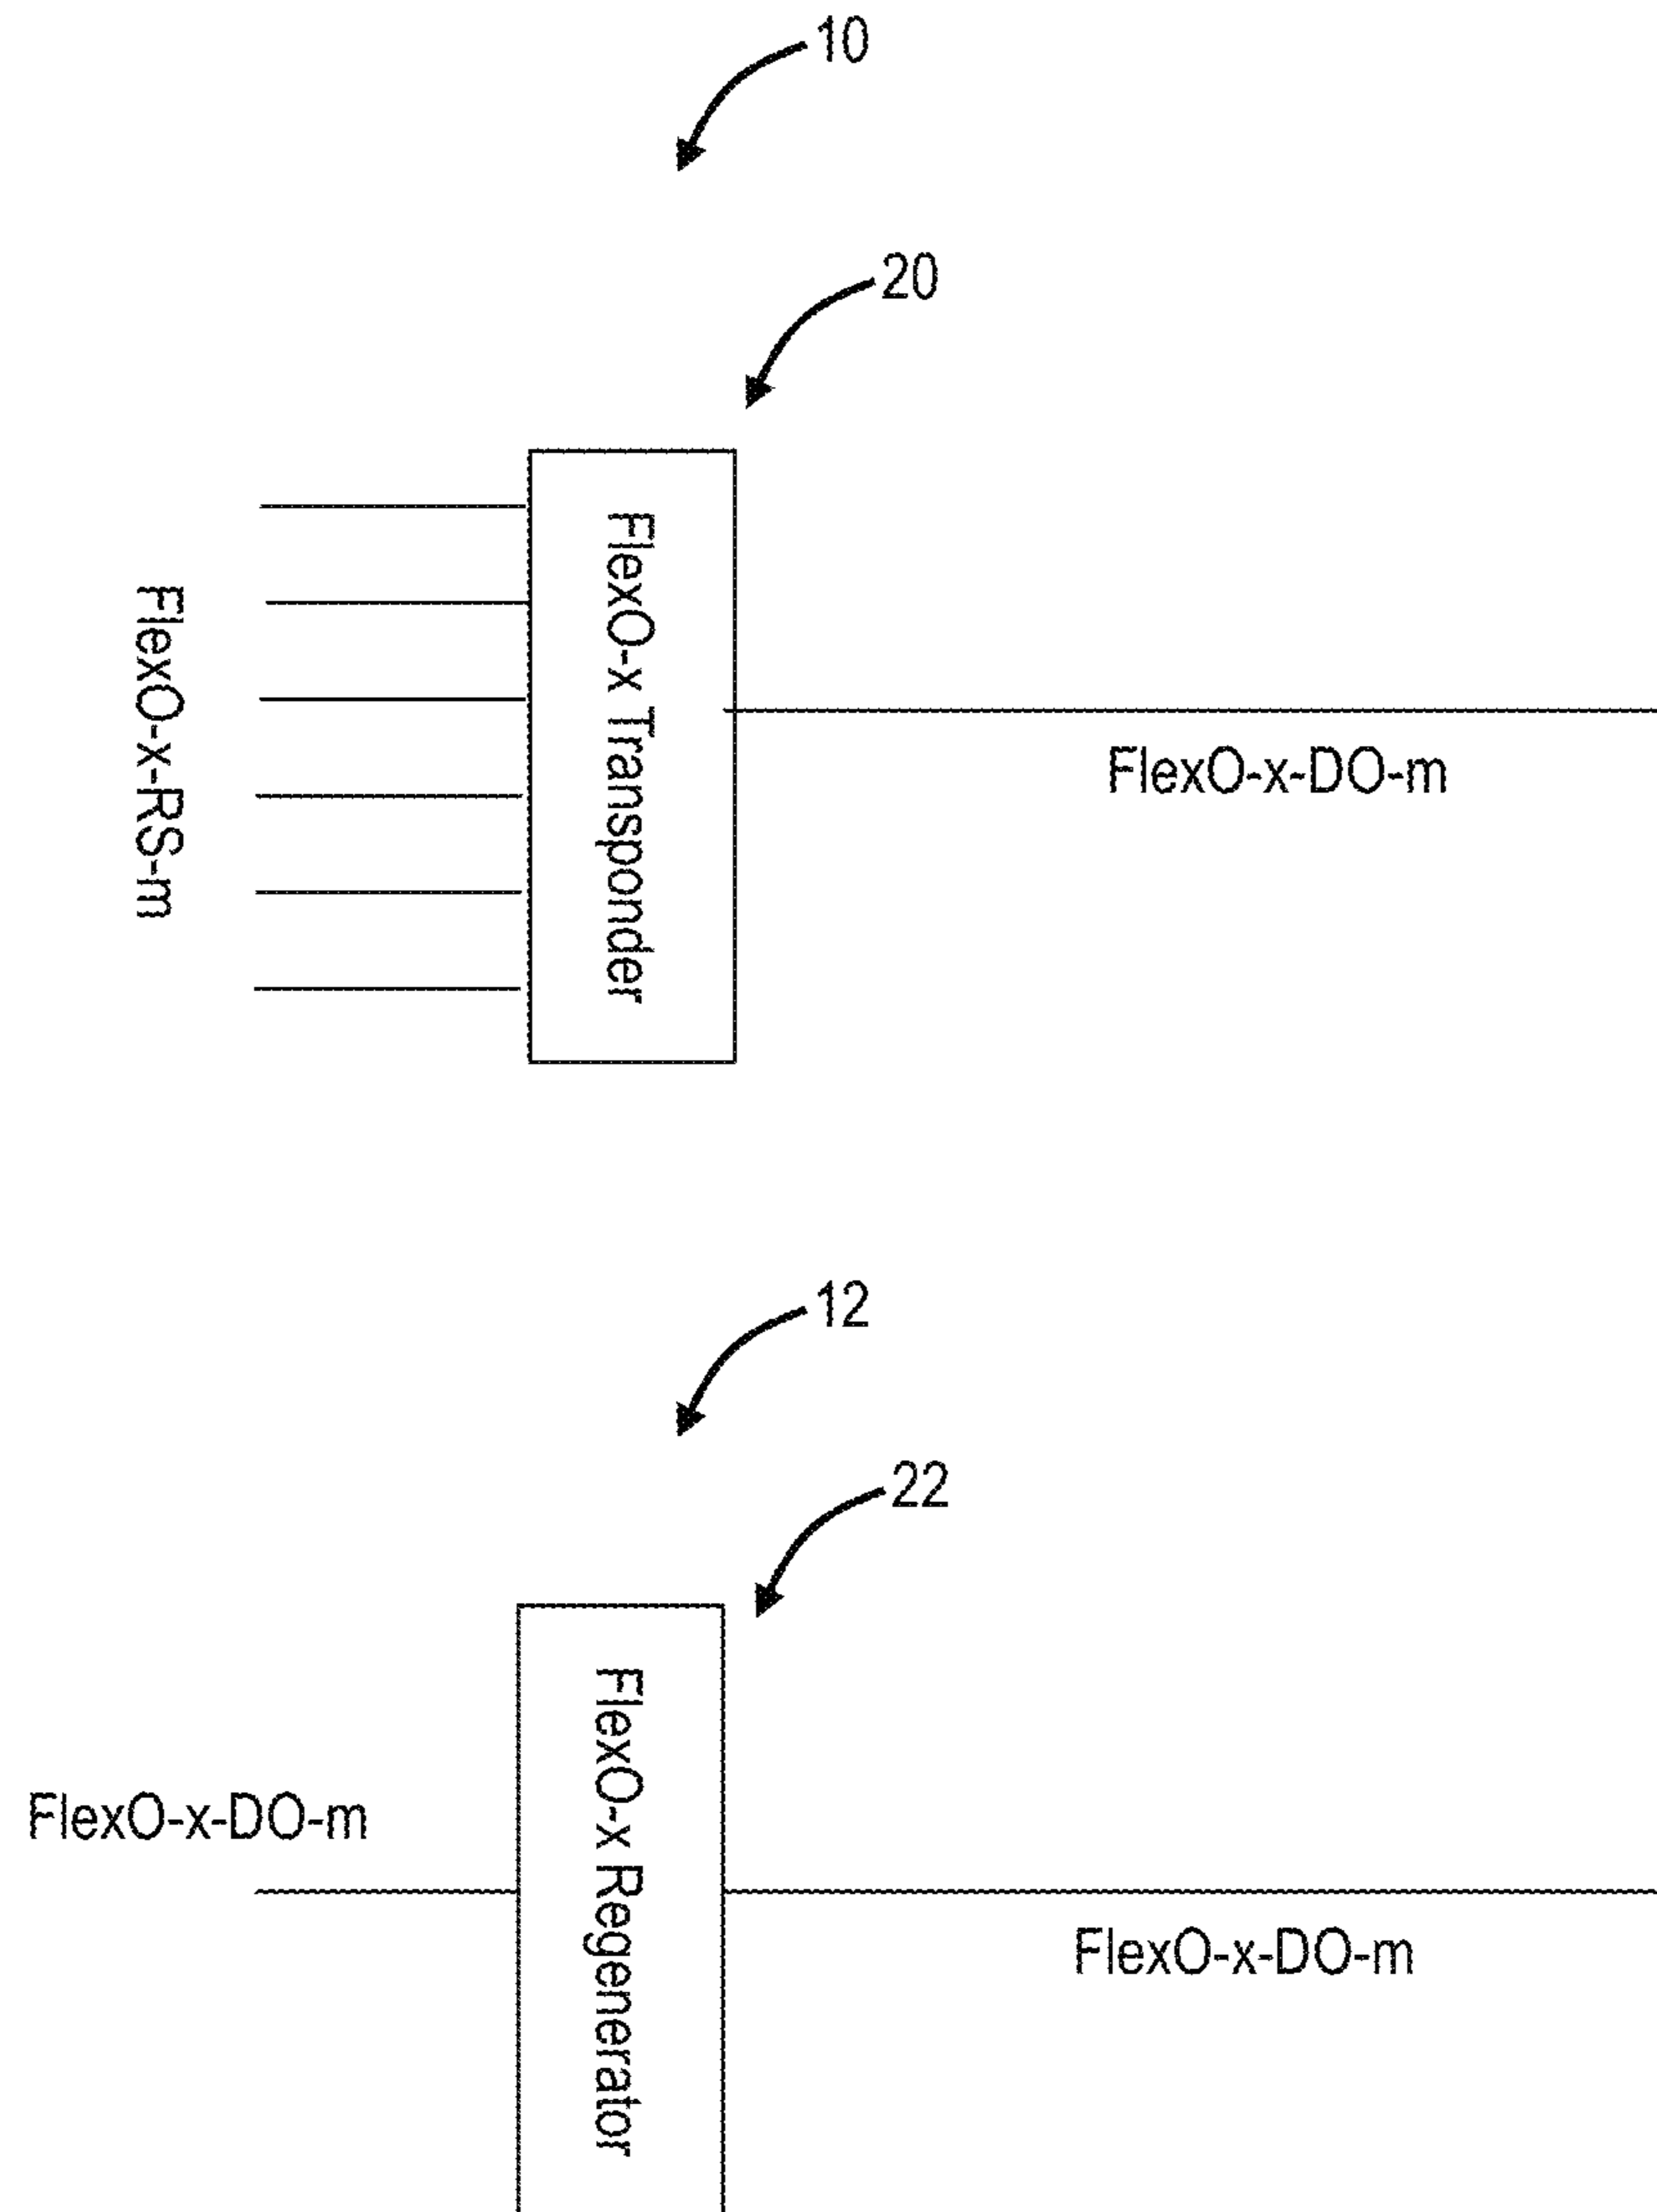 10
20
FlexO-x Transponder
FlexO-x-RS-m
FlexO-x-DO-m
12
22
FlexO-x Regenerator
FlexO-x-DO-m
FlexO-x-DO-m